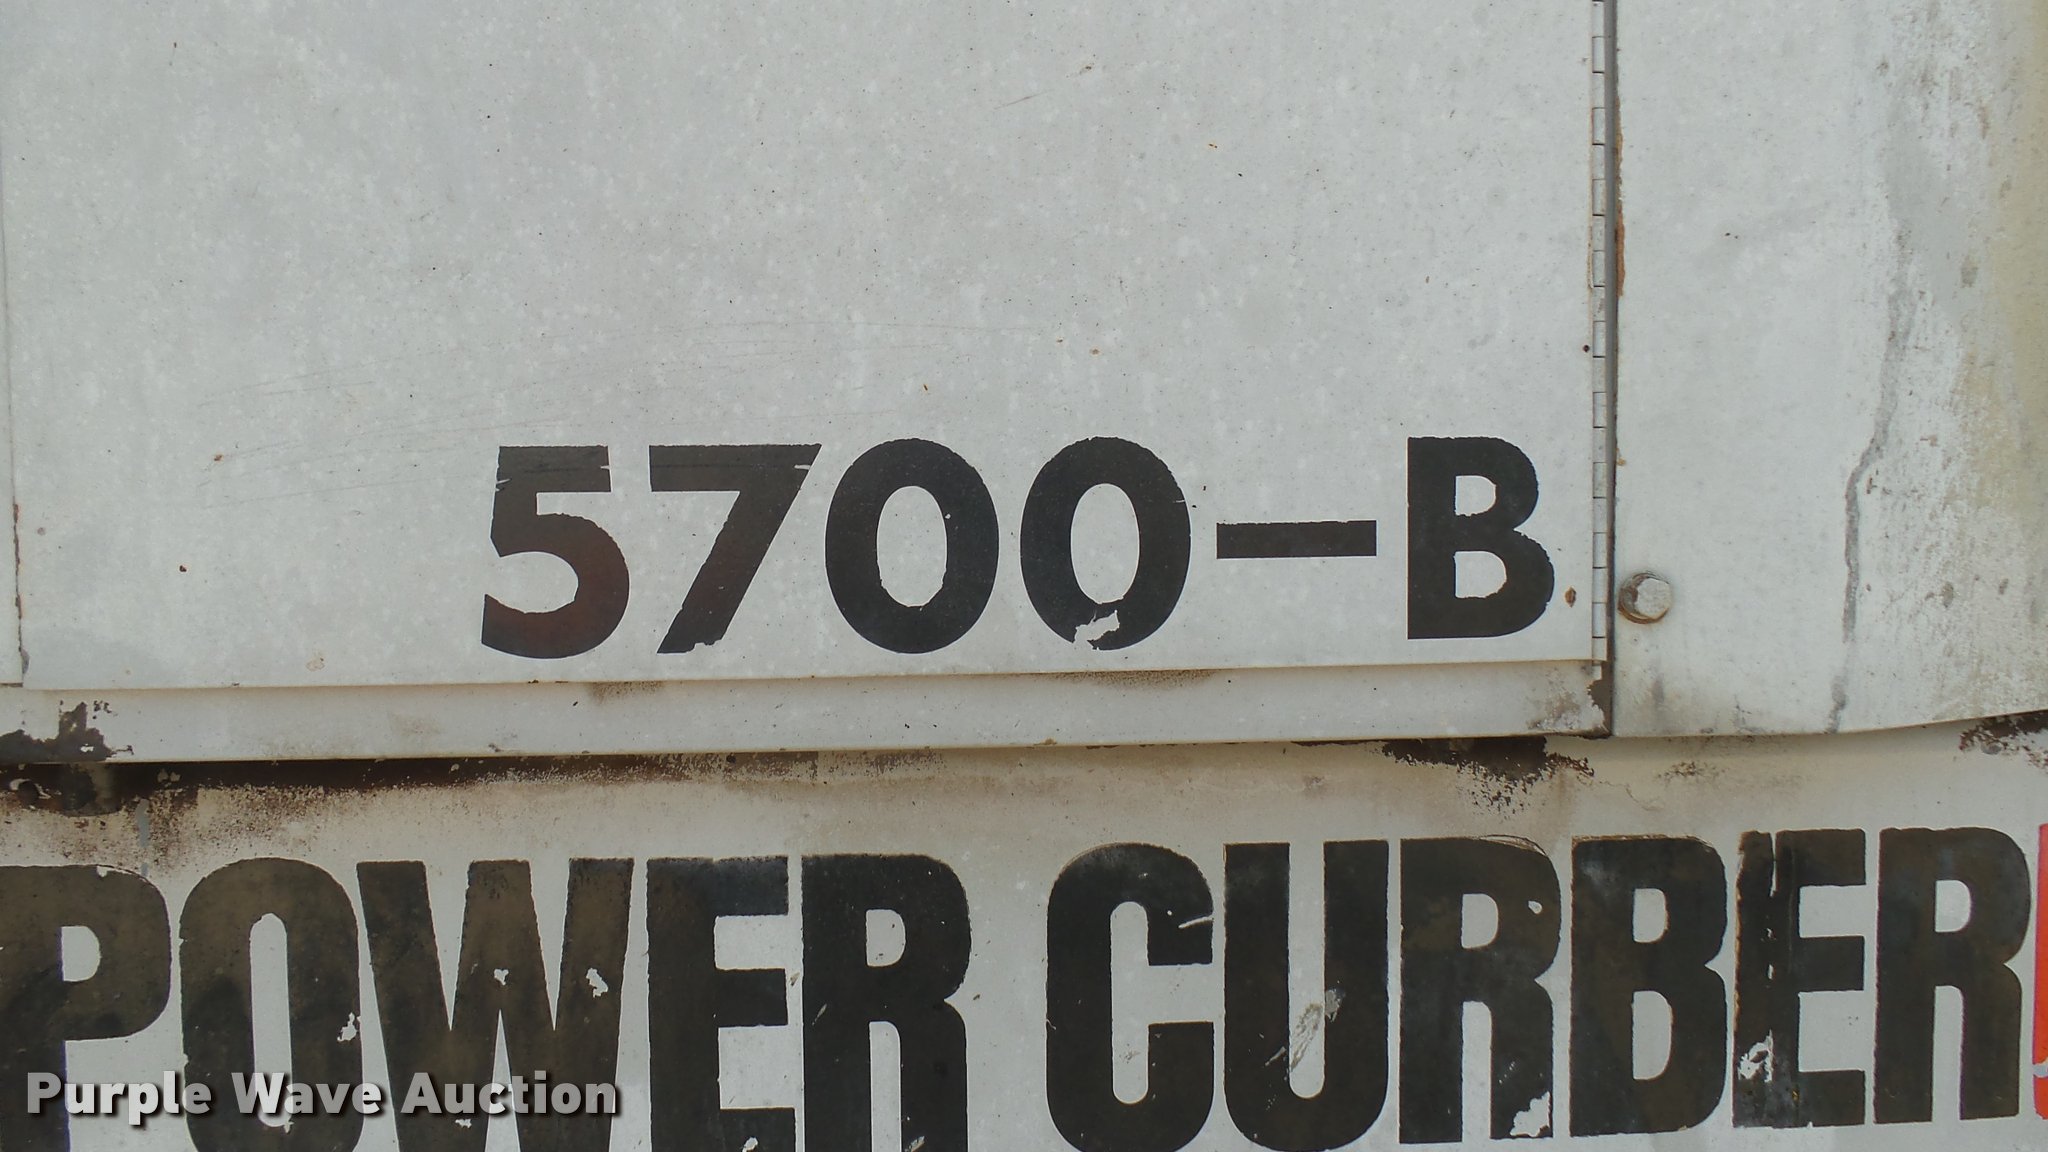 5700-B
POWER CURBER
Purple Wave Auction